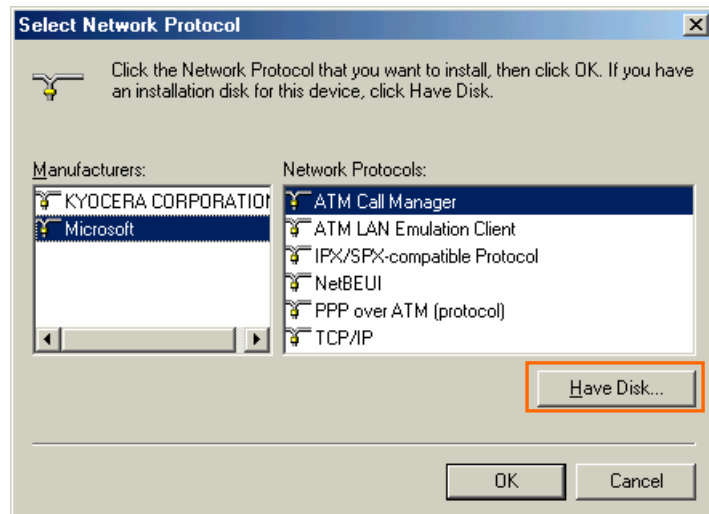 Select Network Protocol
Click the Network Protocol that you want to install, then click OK. If you have
an installation disk for this device, click Have Disk.
Manufacturers:
KYOCERA CORPORATION
Microsoft
Network Protocols:
ATM Call Manager
ATM LAN Emulation Client
IPX/SPX-compatible Protocol
NetBEUI
PPP over ATM (protocol)
TCP/IP
Have Disk...
OK
Cancel